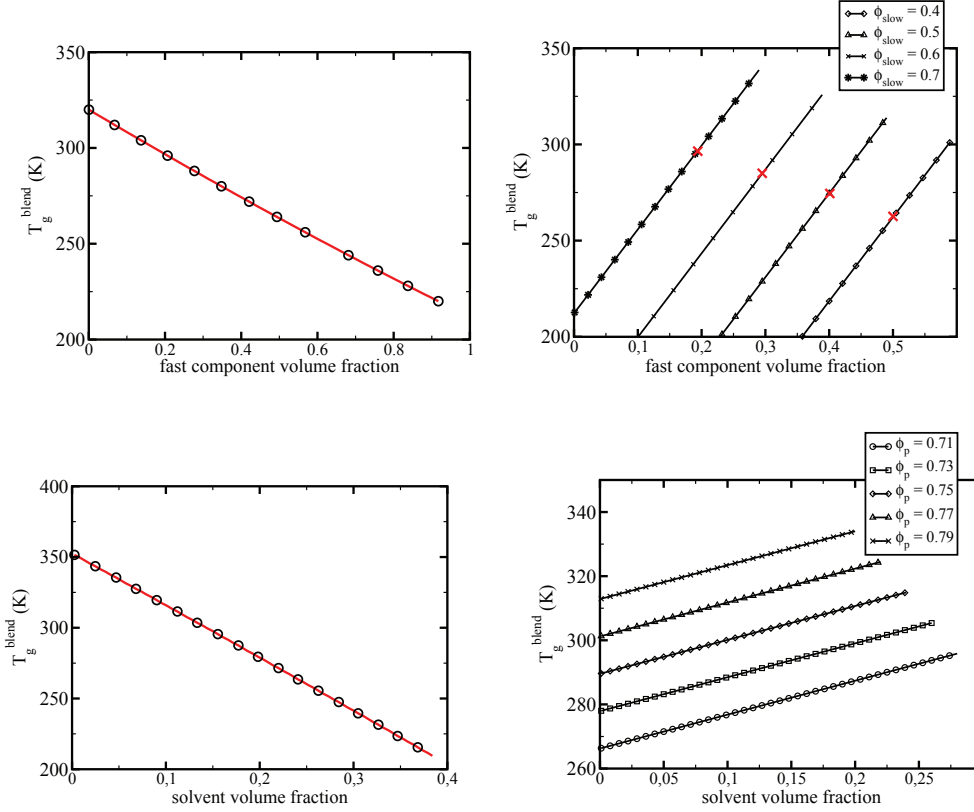 350
300
250
200
T_g^blend (K)
0
0.2
0.4
0.6
0.8
1
fast component volume fraction
ϕ_slow = 0.4
ϕ_slow = 0.5
ϕ_slow = 0.6
ϕ_slow = 0.7
350
300
250
200
T_g^blend (K)
0
0,1
0,2
0,3
0,4
0,5
fast component volume fraction
400
350
300
250
200
T_g^blend (K)
0
0,1
0,2
0,3
0,4
solvent volume fraction
ϕ_p = 0.71
ϕ_p = 0.73
ϕ_p = 0.75
ϕ_p = 0.77
ϕ_p = 0.79
340
320
300
280
260
T_g^blend (K)
0
0,05
0,1
0,15
0,2
0,25
solvent volume fraction